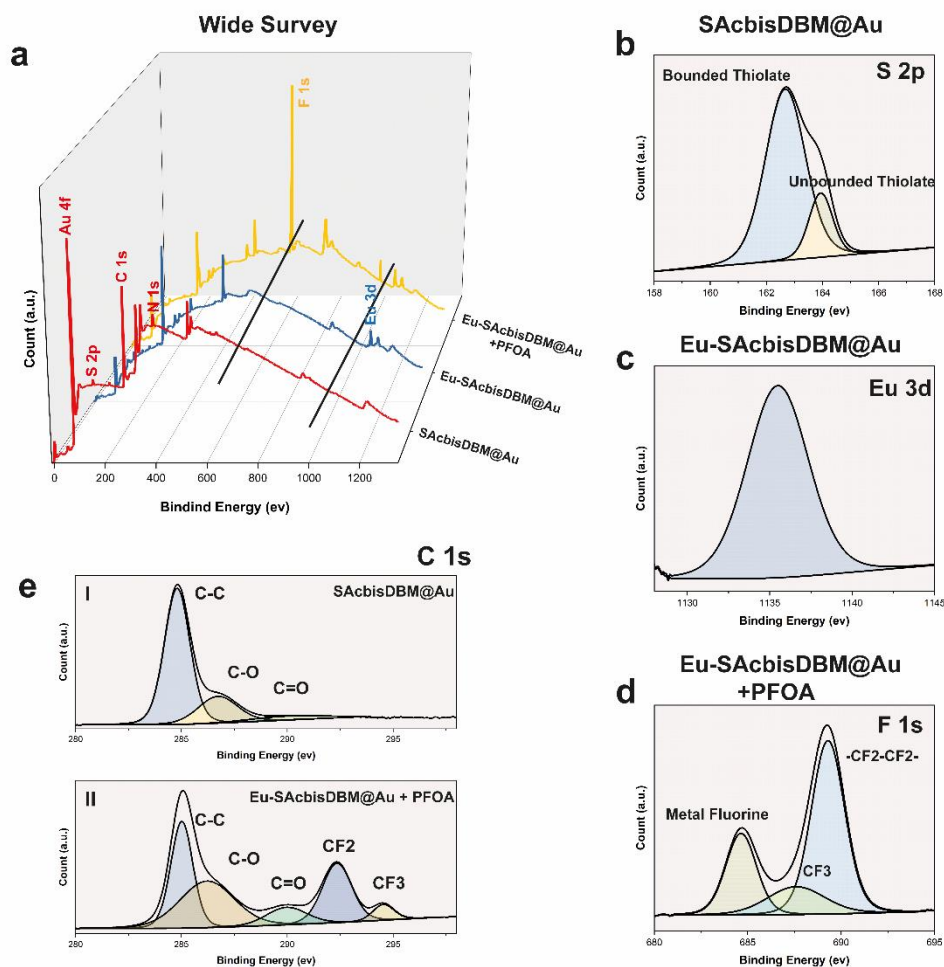 Wide Survey
a
Count (a.u.)
Au 4f
S 2p
C 1s
N 1s
F 1s
Eu 3d
Eu-SAcbisDBM@Au
+PFOA
Eu-SAcbisDBM@Au
SAcbisDBM@Au
0 200 400 600 800 1000 1200
Bindind Energy (ev)
SAcbisDBM@Au
b
S 2p
Bounded Thiolate
Unbounded Thiolate
Count (a.u.)
158 160 162 164 166 168
Binding Energy (ev)
Eu-SAcbisDBM@Au
c
Eu 3d
Count (a.u.)
1130 1135 1140 1145
Binding Energy (ev)
Eu-SAcbisDBM@Au
+PFOA
d
F 1s
-CF2-CF2-
Metal Fluorine
CF3
Count (a.u.)
680 685 690 695
Binding Energy (ev)
C 1s
e
I
SAcbisDBM@Au
C-C
C-O
C=O
Count (a.u.)
280 285 290 295
Binding Energy (ev)
II
Eu-SAcbisDBM@Au + PFOA
C-C
C-O
C=O
CF2
CF3
Count (a.u.)
280 285 290 295
Binding Energy (ev)